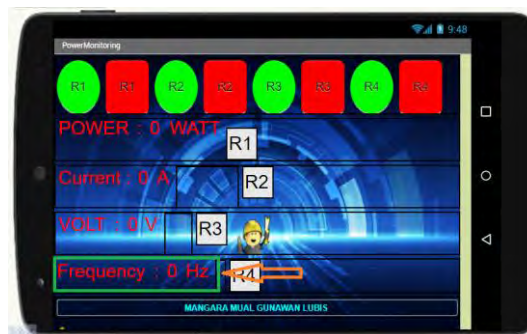 9:48
PowerMonitoring
R1 R1 R2 R2 R3 R3 R4 R4
POWER : 0 WATT
R1
Current : 0 A
R2
VOLT : 0 V
R3
Frequency : 0 Hz
R4
MANGARA MUAL GUNAWAN LUBIS